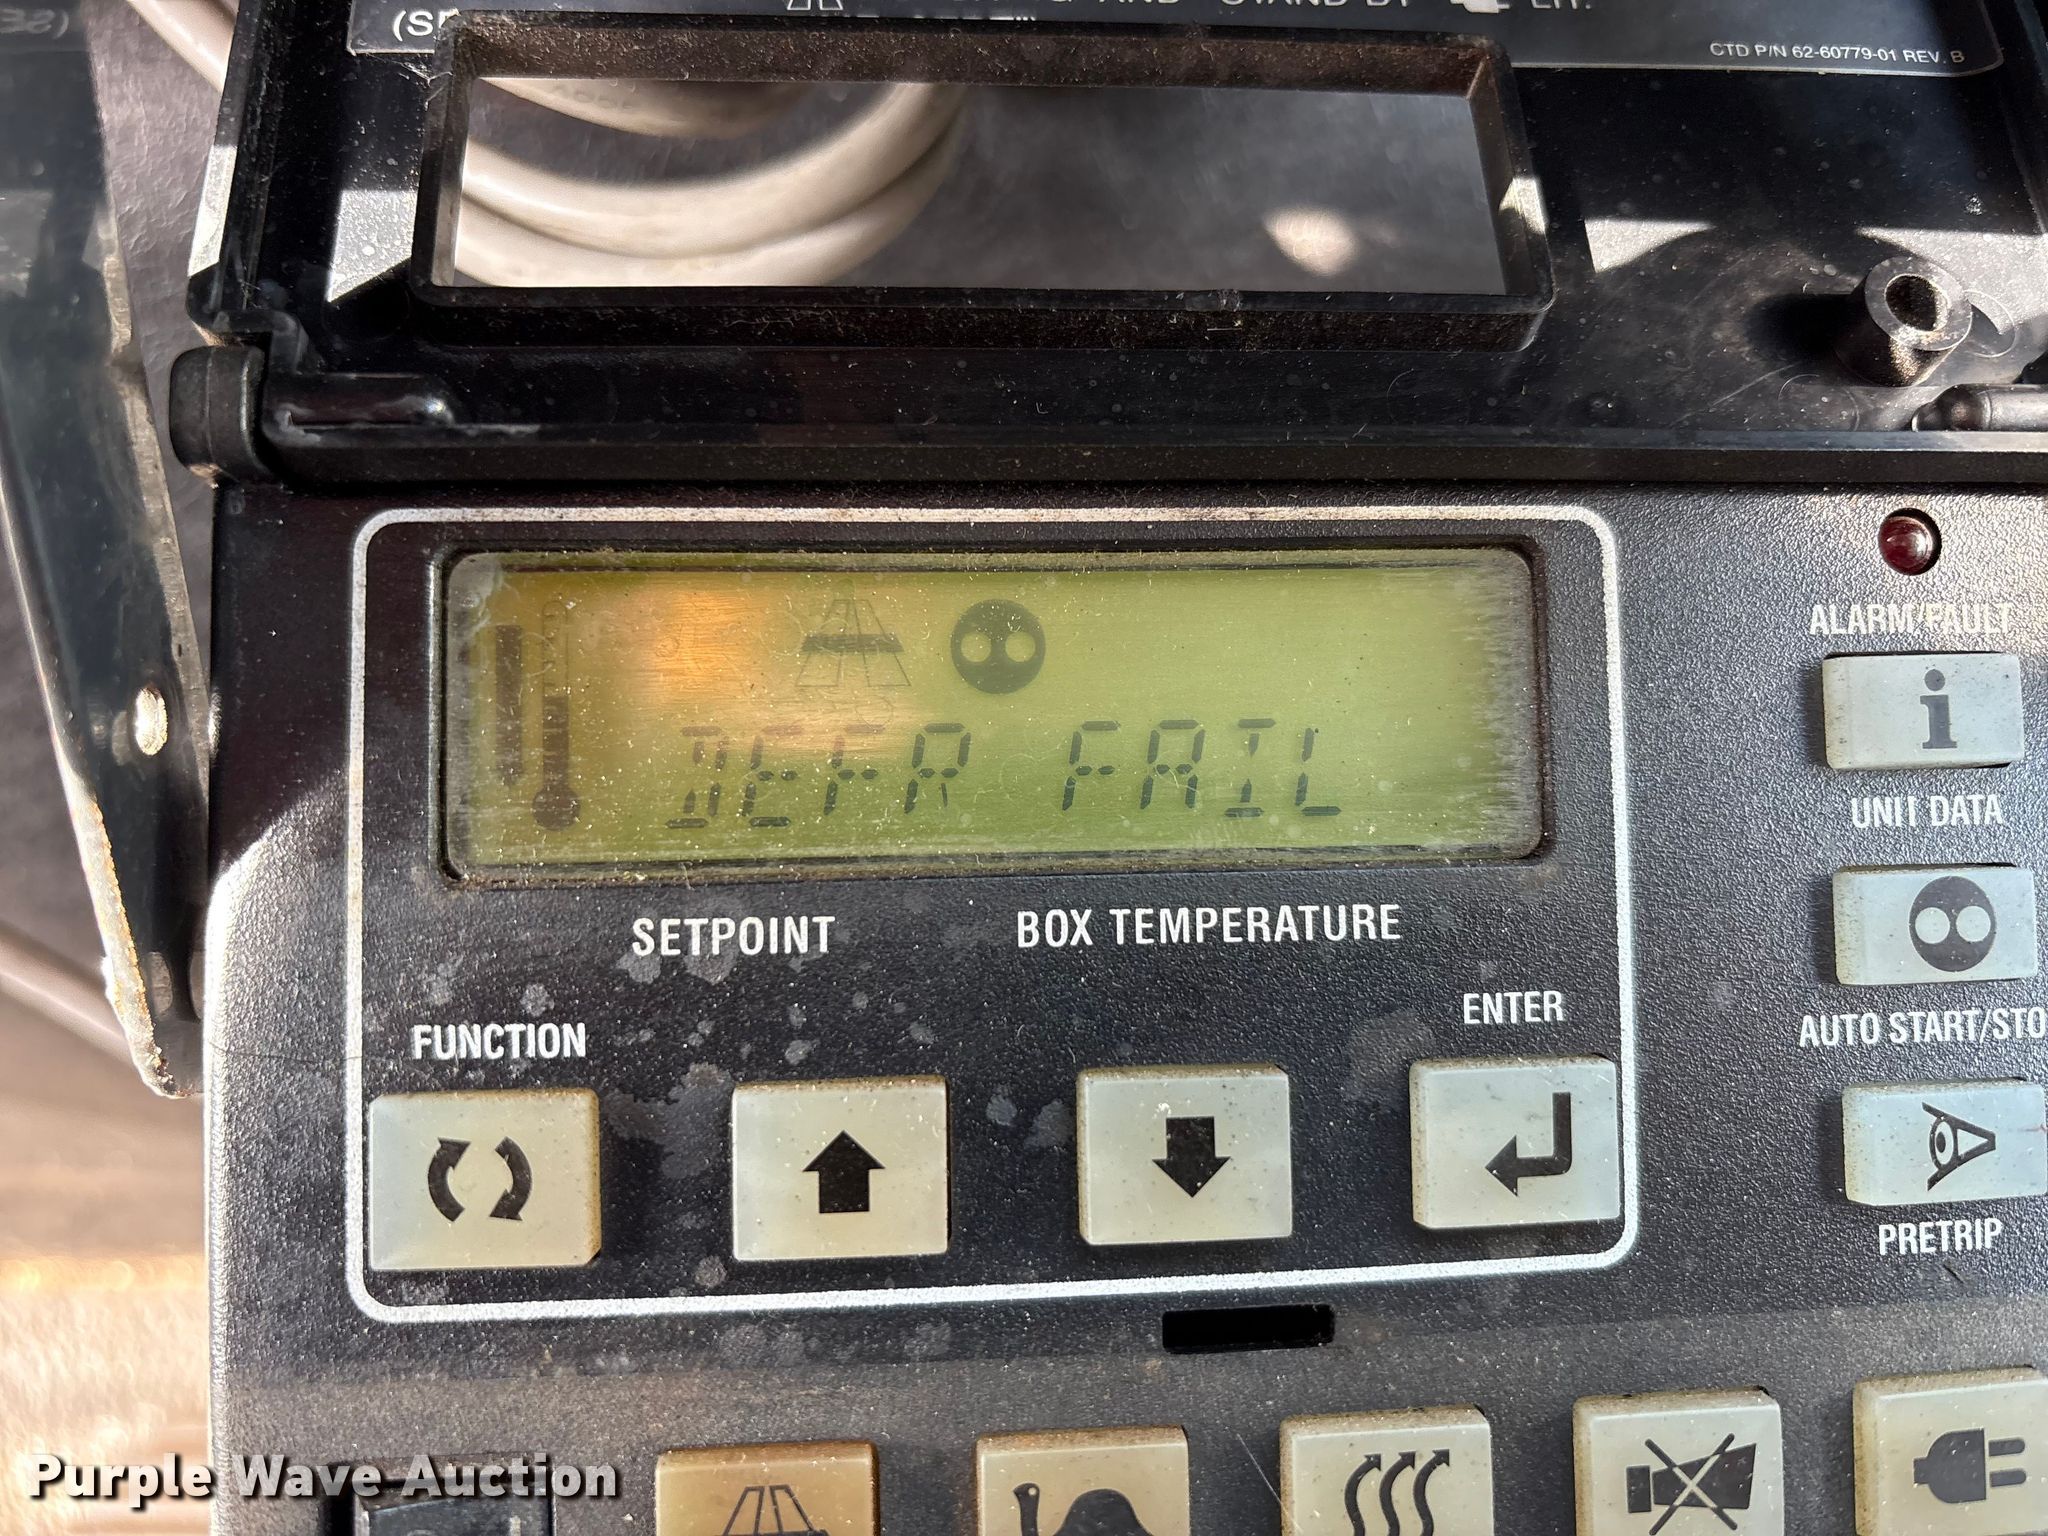 AND
(S
CTD P/N 62-60779-01 REV. B
DEFR FAIL
SETPOINT
BOX TEMPERATURE
FUNCTION
ENTER
ALARM/FAULT
UNIT DATA
AUTO START/STO
PRETRIP
Purple Wave Auction